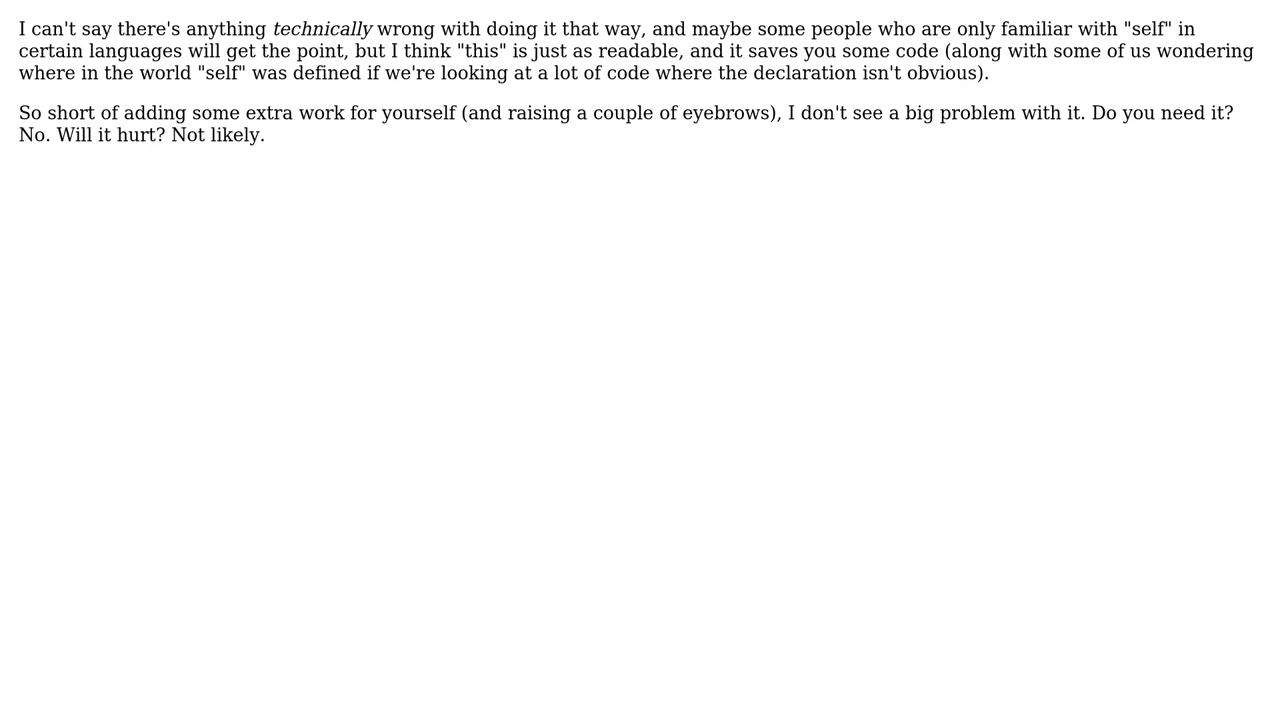 I can't say there's anything technically wrong with doing it that way, and maybe some people who are only familiar with "self" in
certain languages will get the point, but I think "this" is just as readable, and it saves you some code (along with some of us wondering
where in the world "self" was defined if we're looking at a lot of code where the declaration isn't obvious).
So short of adding some extra work for yourself (and raising a couple of eyebrows), I don't see a big problem with it. Do you need it?
No. Will it hurt? Not likely.